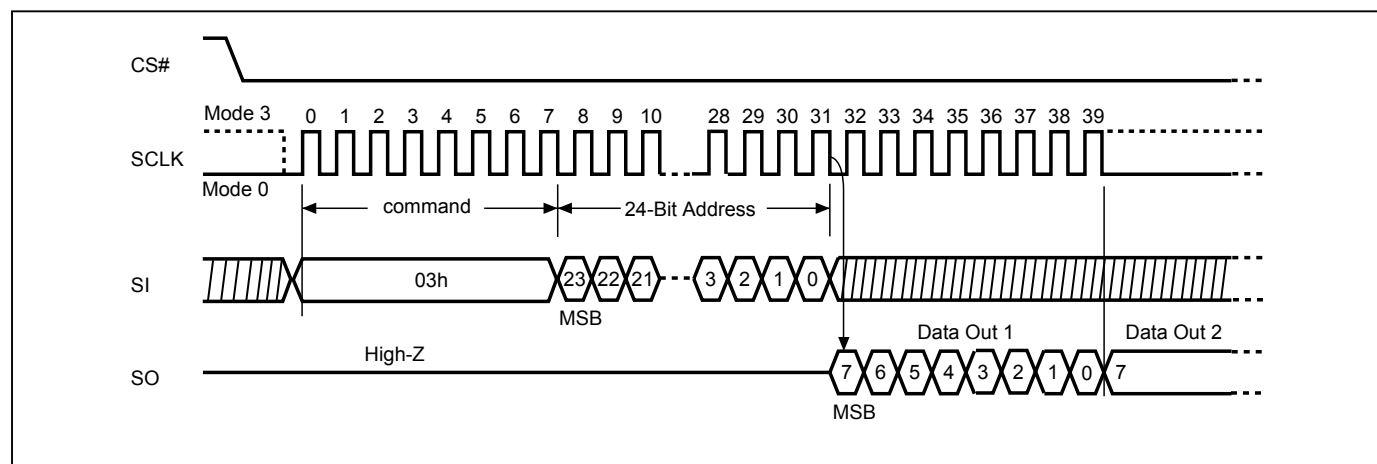 CS#
Mode 3 0 1 2 3 4 5 6 7 8 9 10 28 29 30 31 32 33 34 35 36 37 38 39
SCLK
Mode 0
command 24-Bit Address
SI 03h 23 22 21 3 2 1 0
MSB
High-Z Data Out 1 Data Out 2
SO 7 6 5 4 3 2 1 0 7
MSB